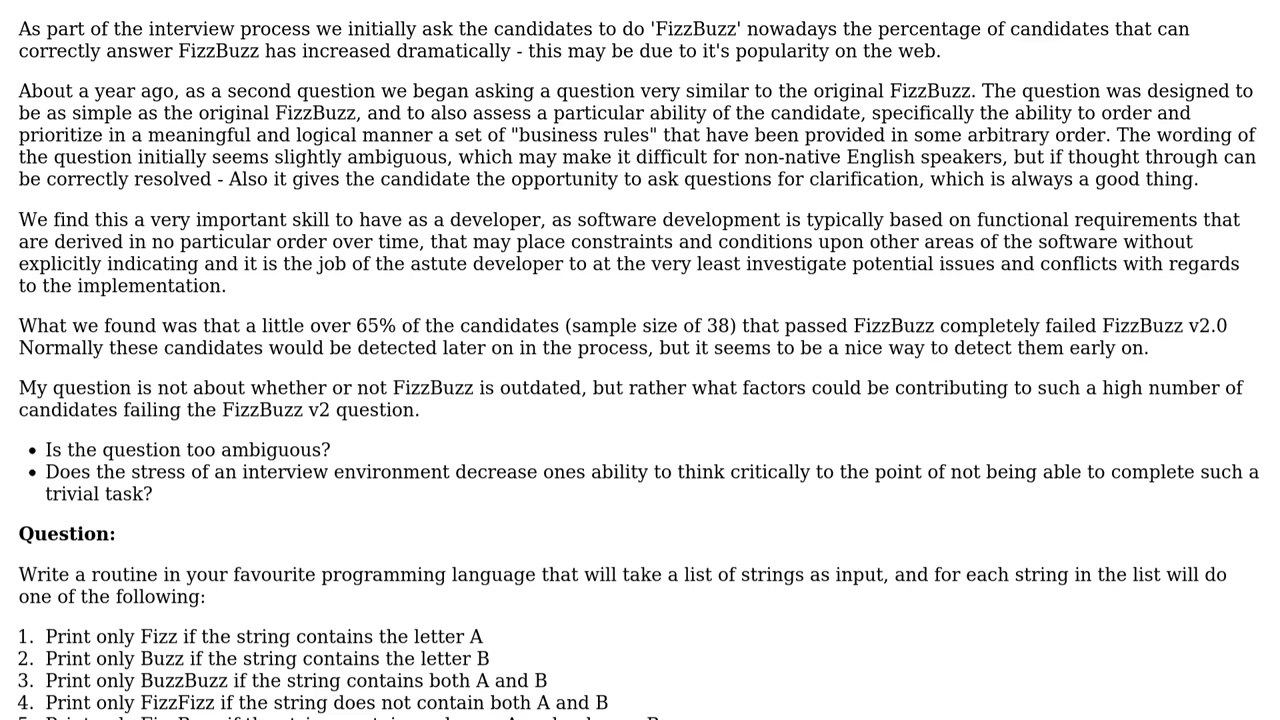 As part of the interview process we initially ask the candidates to do 'FizzBuzz' nowadays the percentage of candidates that can
correctly answer FizzBuzz has increased dramatically - this may be due to it's popularity on the web.
About a year ago, as a second question we began asking a question very similar to the original FizzBuzz. The question was designed to
be as simple as the original FizzBuzz, and to also assess a particular ability of the candidate, specifically the ability to order and
prioritize in a meaningful and logical manner a set of "business rules" that have been provided in some arbitrary order. The wording of
the question initially seems slightly ambiguous, which may make it difficult for non-native English speakers, but if thought through can
be correctly resolved - Also it gives the candidate the opportunity to ask questions for clarification, which is always a good thing.
We find this a very important skill to have as a developer, as software development is typically based on functional requirements that
are derived in no particular order over time, that may place constraints and conditions upon other areas of the software without
explicitly indicating and it is the job of the astute developer to at the very least investigate potential issues and conflicts with regards
to the implementation.
What we found was that a little over 65% of the candidates (sample size of 38) that passed FizzBuzz completely failed FizzBuzz v2.0
Normally these candidates would be detected later on in the process, but it seems to be a nice way to detect them early on.
My question is not about whether or not FizzBuzz is outdated, but rather what factors could be contributing to such a high number of
candidates failing the FizzBuzz v2 question.
• Is the question too ambiguous?
• Does the stress of an interview environment decrease ones ability to think critically to the point of not being able to complete such a
trivial task?
Question:
Write a routine in your favourite programming language that will take a list of strings as input, and for each string in the list will do
one of the following:
1. Print only Fizz if the string contains the letter A
2. Print only Buzz if the string contains the letter B
3. Print only BuzzBuzz if the string contains both A and B
4. Print only FizzFizz if the string does not contain both A and B